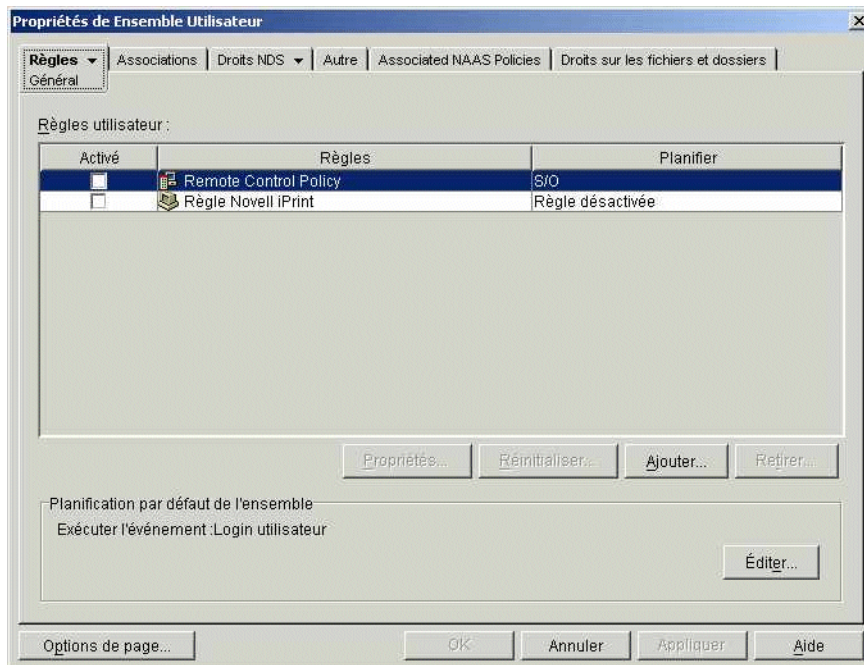 Propriétés de Ensemble Utilisateur
Règles Associations Droits NDS Autre Associated NAAS Policies Droits sur les fichiers et dossiers
Général
Règles utilisateur :
Activé Règles Planifier
Remote Control Policy S/O
Règle Novell iPrint Règle désactivée
Propriétés... Réinitialiser... Ajouter... Retirer...
Planification par défaut de l'ensemble
Exécuter l'événement :Login utilisateur
Éditer...
Options de page... OK Annuler Appliquer Aide